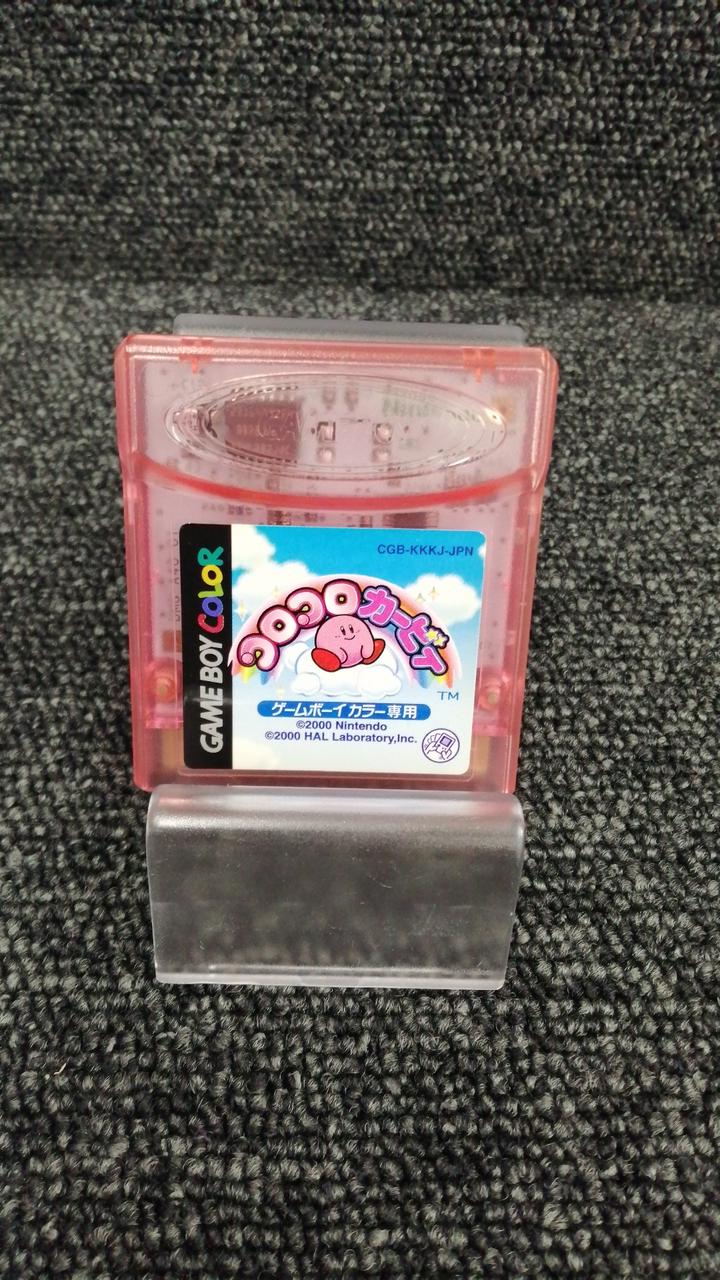 GAME BOY COLOR
CGB-KKKJ-JPN
コロコロカービィ
TM
ゲームボーイカラー専用
©2000 Nintendo
©2000 HAL Laboratory,Inc.